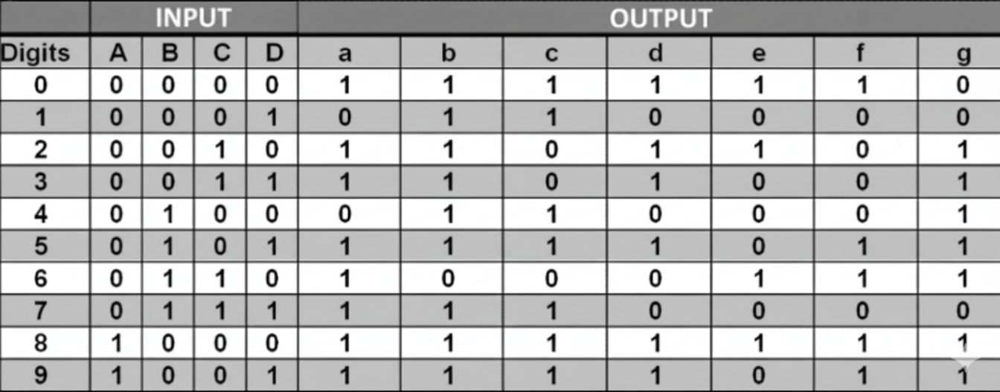 INPUT OUTPUT
Digits A B C D a b c d e f g
0 0 0 0 0 1 1 1 1 1 1 0
1 0 0 0 1 0 1 1 0 0 0 0
2 0 0 1 0 1 1 0 1 1 0 1
3 0 0 1 1 1 1 0 1 0 0 1
4 0 1 0 0 0 1 1 0 0 0 1
5 0 1 0 1 1 1 1 1 0 1 1
6 0 1 1 0 1 0 0 0 1 1 1
7 0 1 1 1 1 1 1 0 0 0 0
8 1 0 0 0 1 1 1 1 1 1 1
9 1 0 0 1 1 1 1 1 0 1 1